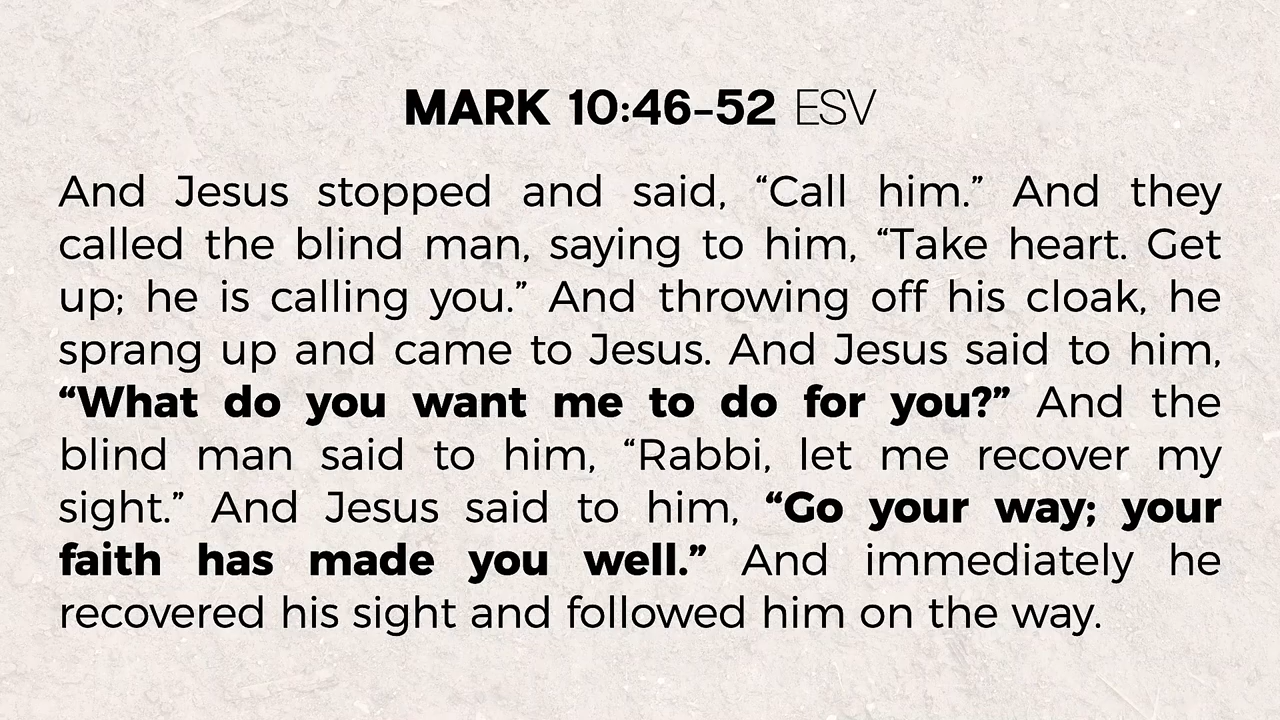 MARK 10:46–52 ESV
And Jesus stopped and said, “Call him.” And they
called the blind man, saying to him, “Take heart. Get
up; he is calling you.” And throwing off his cloak, he
sprang up and came to Jesus. And Jesus said to him,
“What do you want me to do for you?” And the
blind man said to him, “Rabbi, let me recover my
sight.” And Jesus said to him, “Go your way; your
faith has made you well.” And immediately he
recovered his sight and followed him on the way.